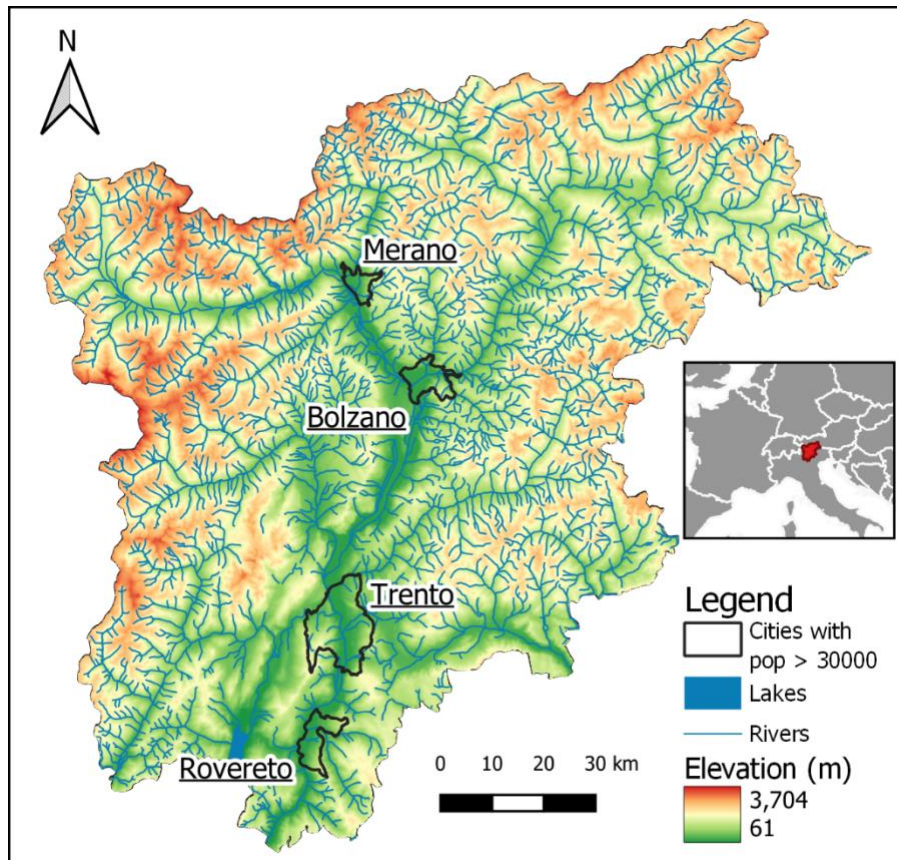 N
Merano
Bolzano
Trento
Rovereto
0 10 20 30 km
Legend
Cities with
pop > 30000
Lakes
Rivers
Elevation (m)
3,704
61